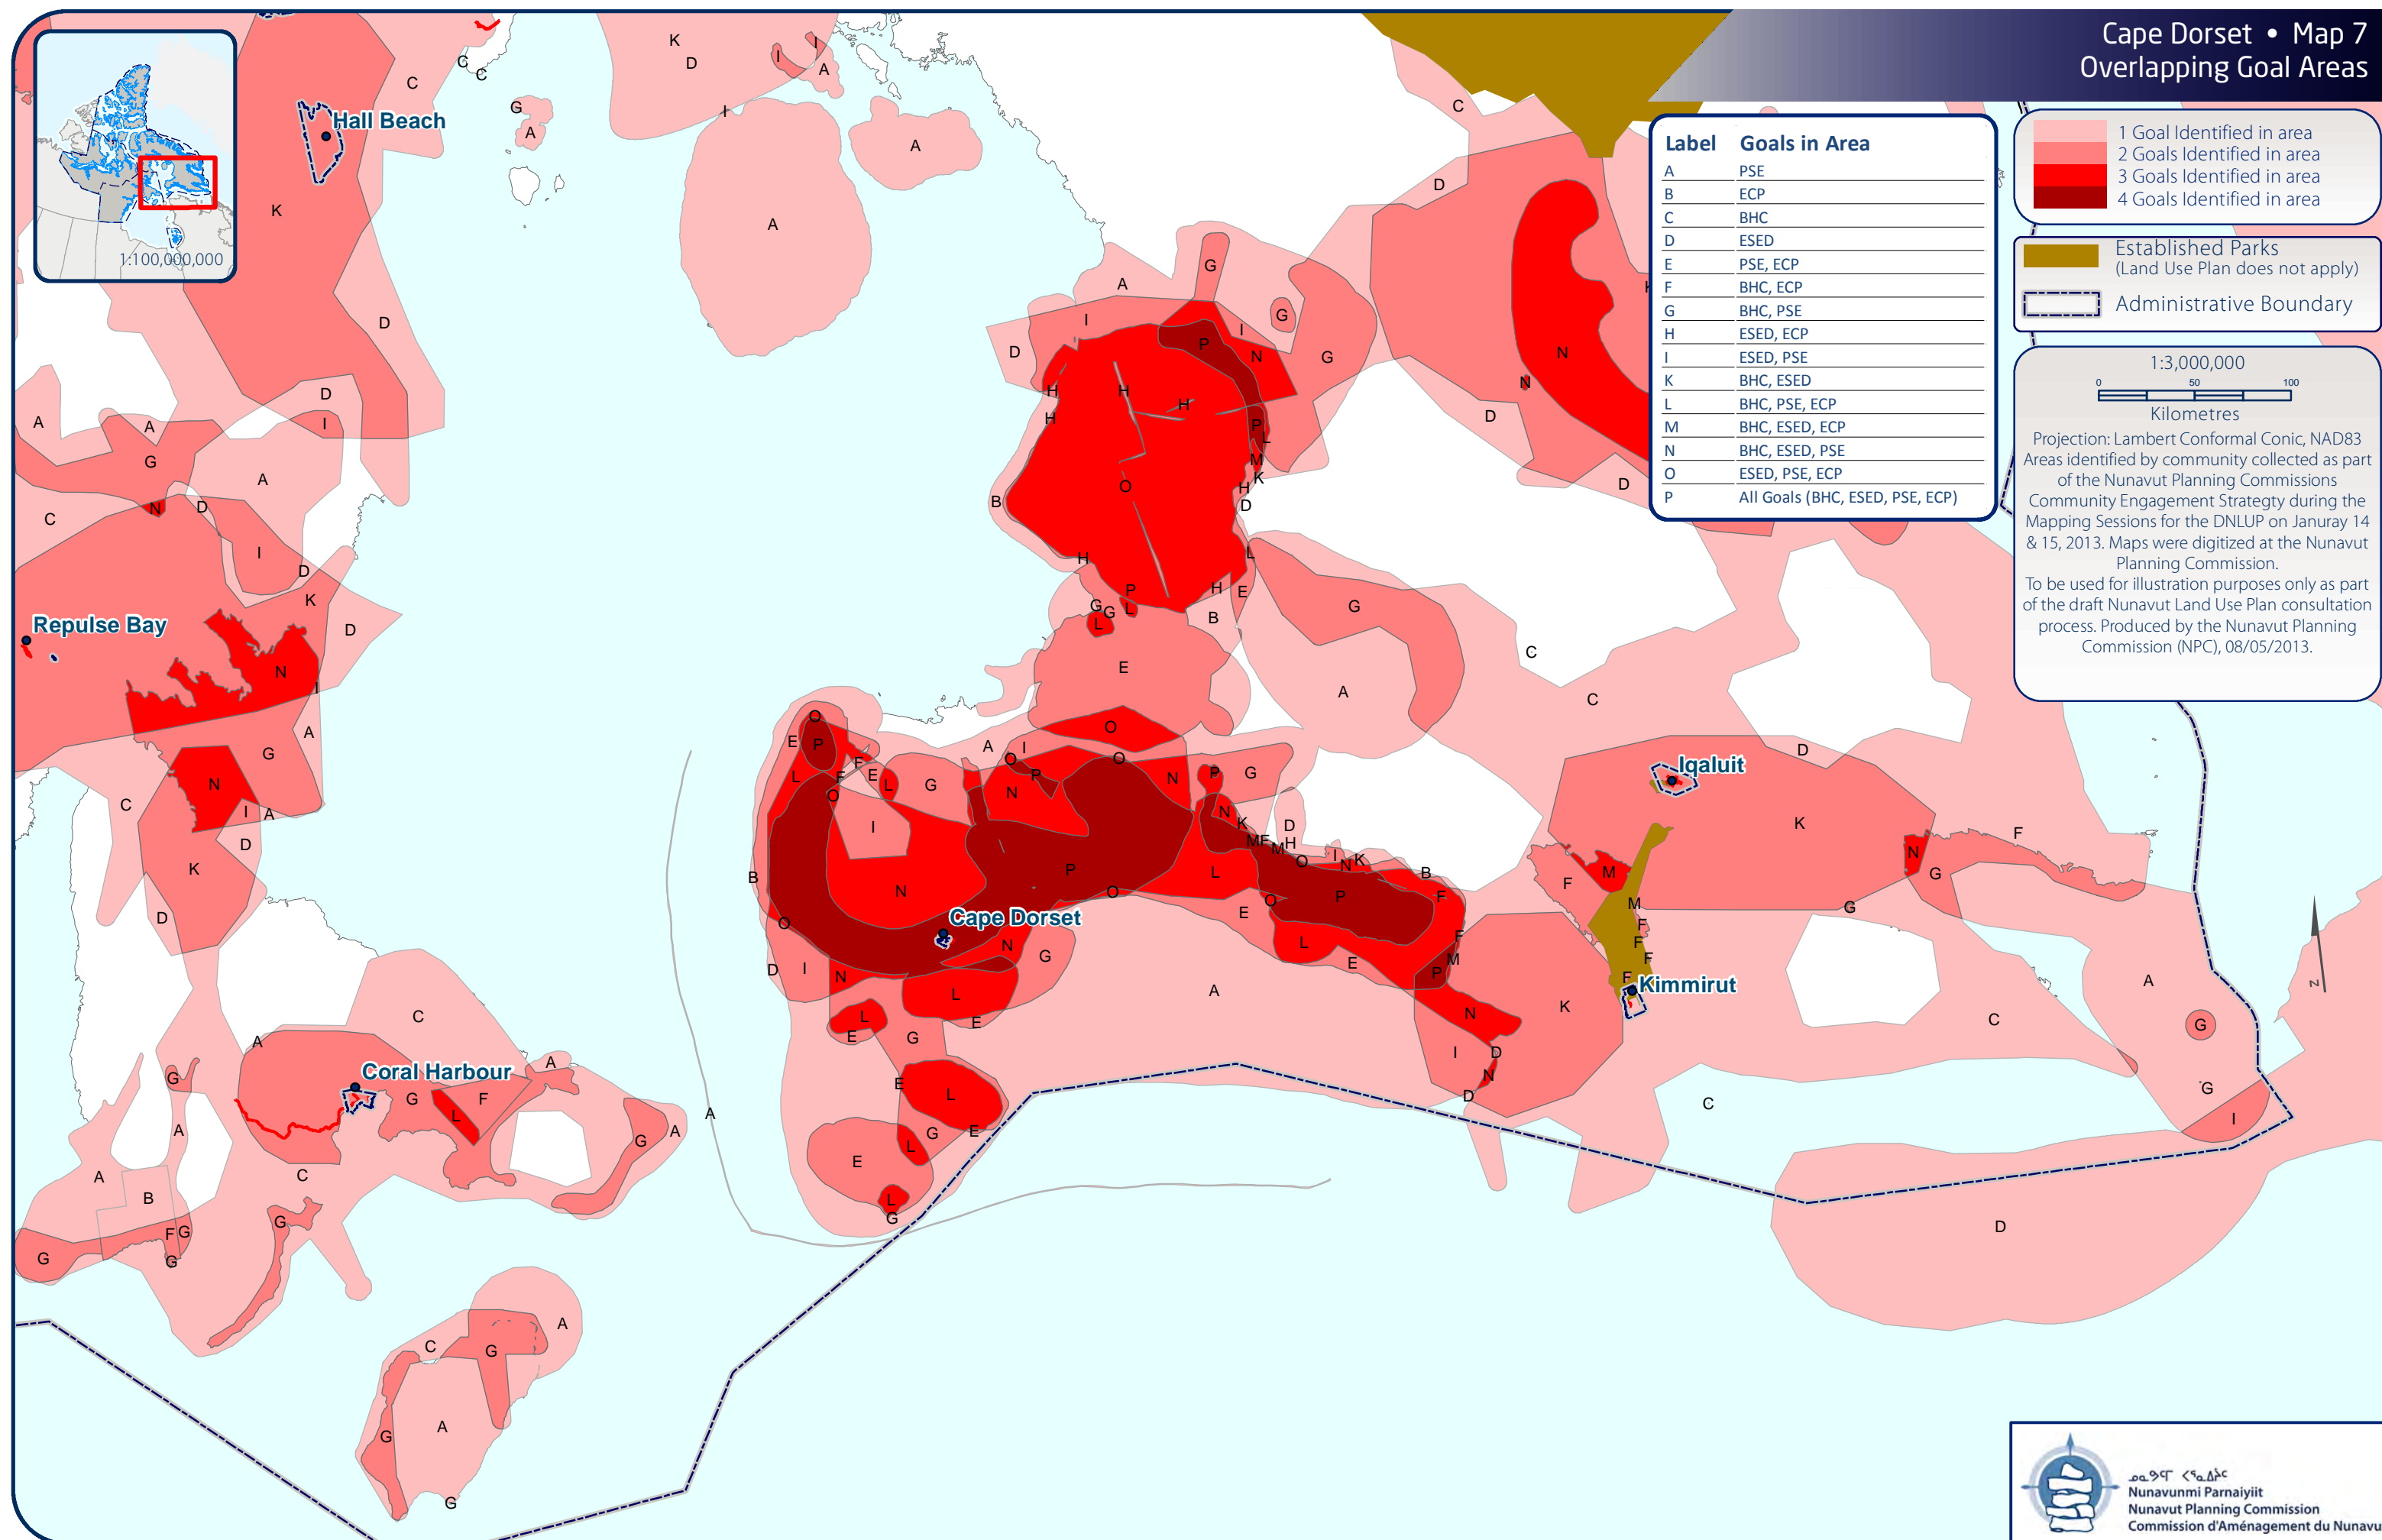 Cape Dorset • Map 7
Overlapping Goal Areas
1:100,000,000
1 Goal Identified in area
2 Goals Identified in area
3 Goals Identified in area
4 Goals Identified in area
Established Parks
(Land Use Plan does not apply)
Administrative Boundary
Label Goals in Area
A PSE
B ECP
C BHC
D ESED
E PSE, ECP
F BHC, ECP
G BHC, PSE
H ESED, ECP
I ESED, PSE
K BHC, ESED
L BHC, PSE, ECP
M BHC, ESED, ECP
N BHC, ESED, PSE
O ESED, PSE, ECP
P All Goals (BHC, ESED, PSE, ECP)
1:3,000,000
0 50 100
Kilometres
Projection: Lambert Conformal Conic, NAD83
Areas identified by community collected as part
of the Nunavut Planning Commissions
Community Engagement Strategty during the
Mapping Sessions for the DNLUP on Januray 14
& 15, 2013. Maps were digitized at the Nunavut
Planning Commission.
To be used for illustration purposes only as part
of the draft Nunavut Land Use Plan consultation
process. Produced by the Nunavut Planning
Commission (NPC), 08/05/2013.
Hall Beach
Repulse Bay
Iqaluit
Cape Dorset
Kimmirut
Coral Harbour
N
ᓄᓇᕗᒻᒥ ᐸᕐᓇᐃᔩᑦ
Nunavunmi Parnaiyiit
Nunavut Planning Commission
Commission d'Aménagement du Nunavu